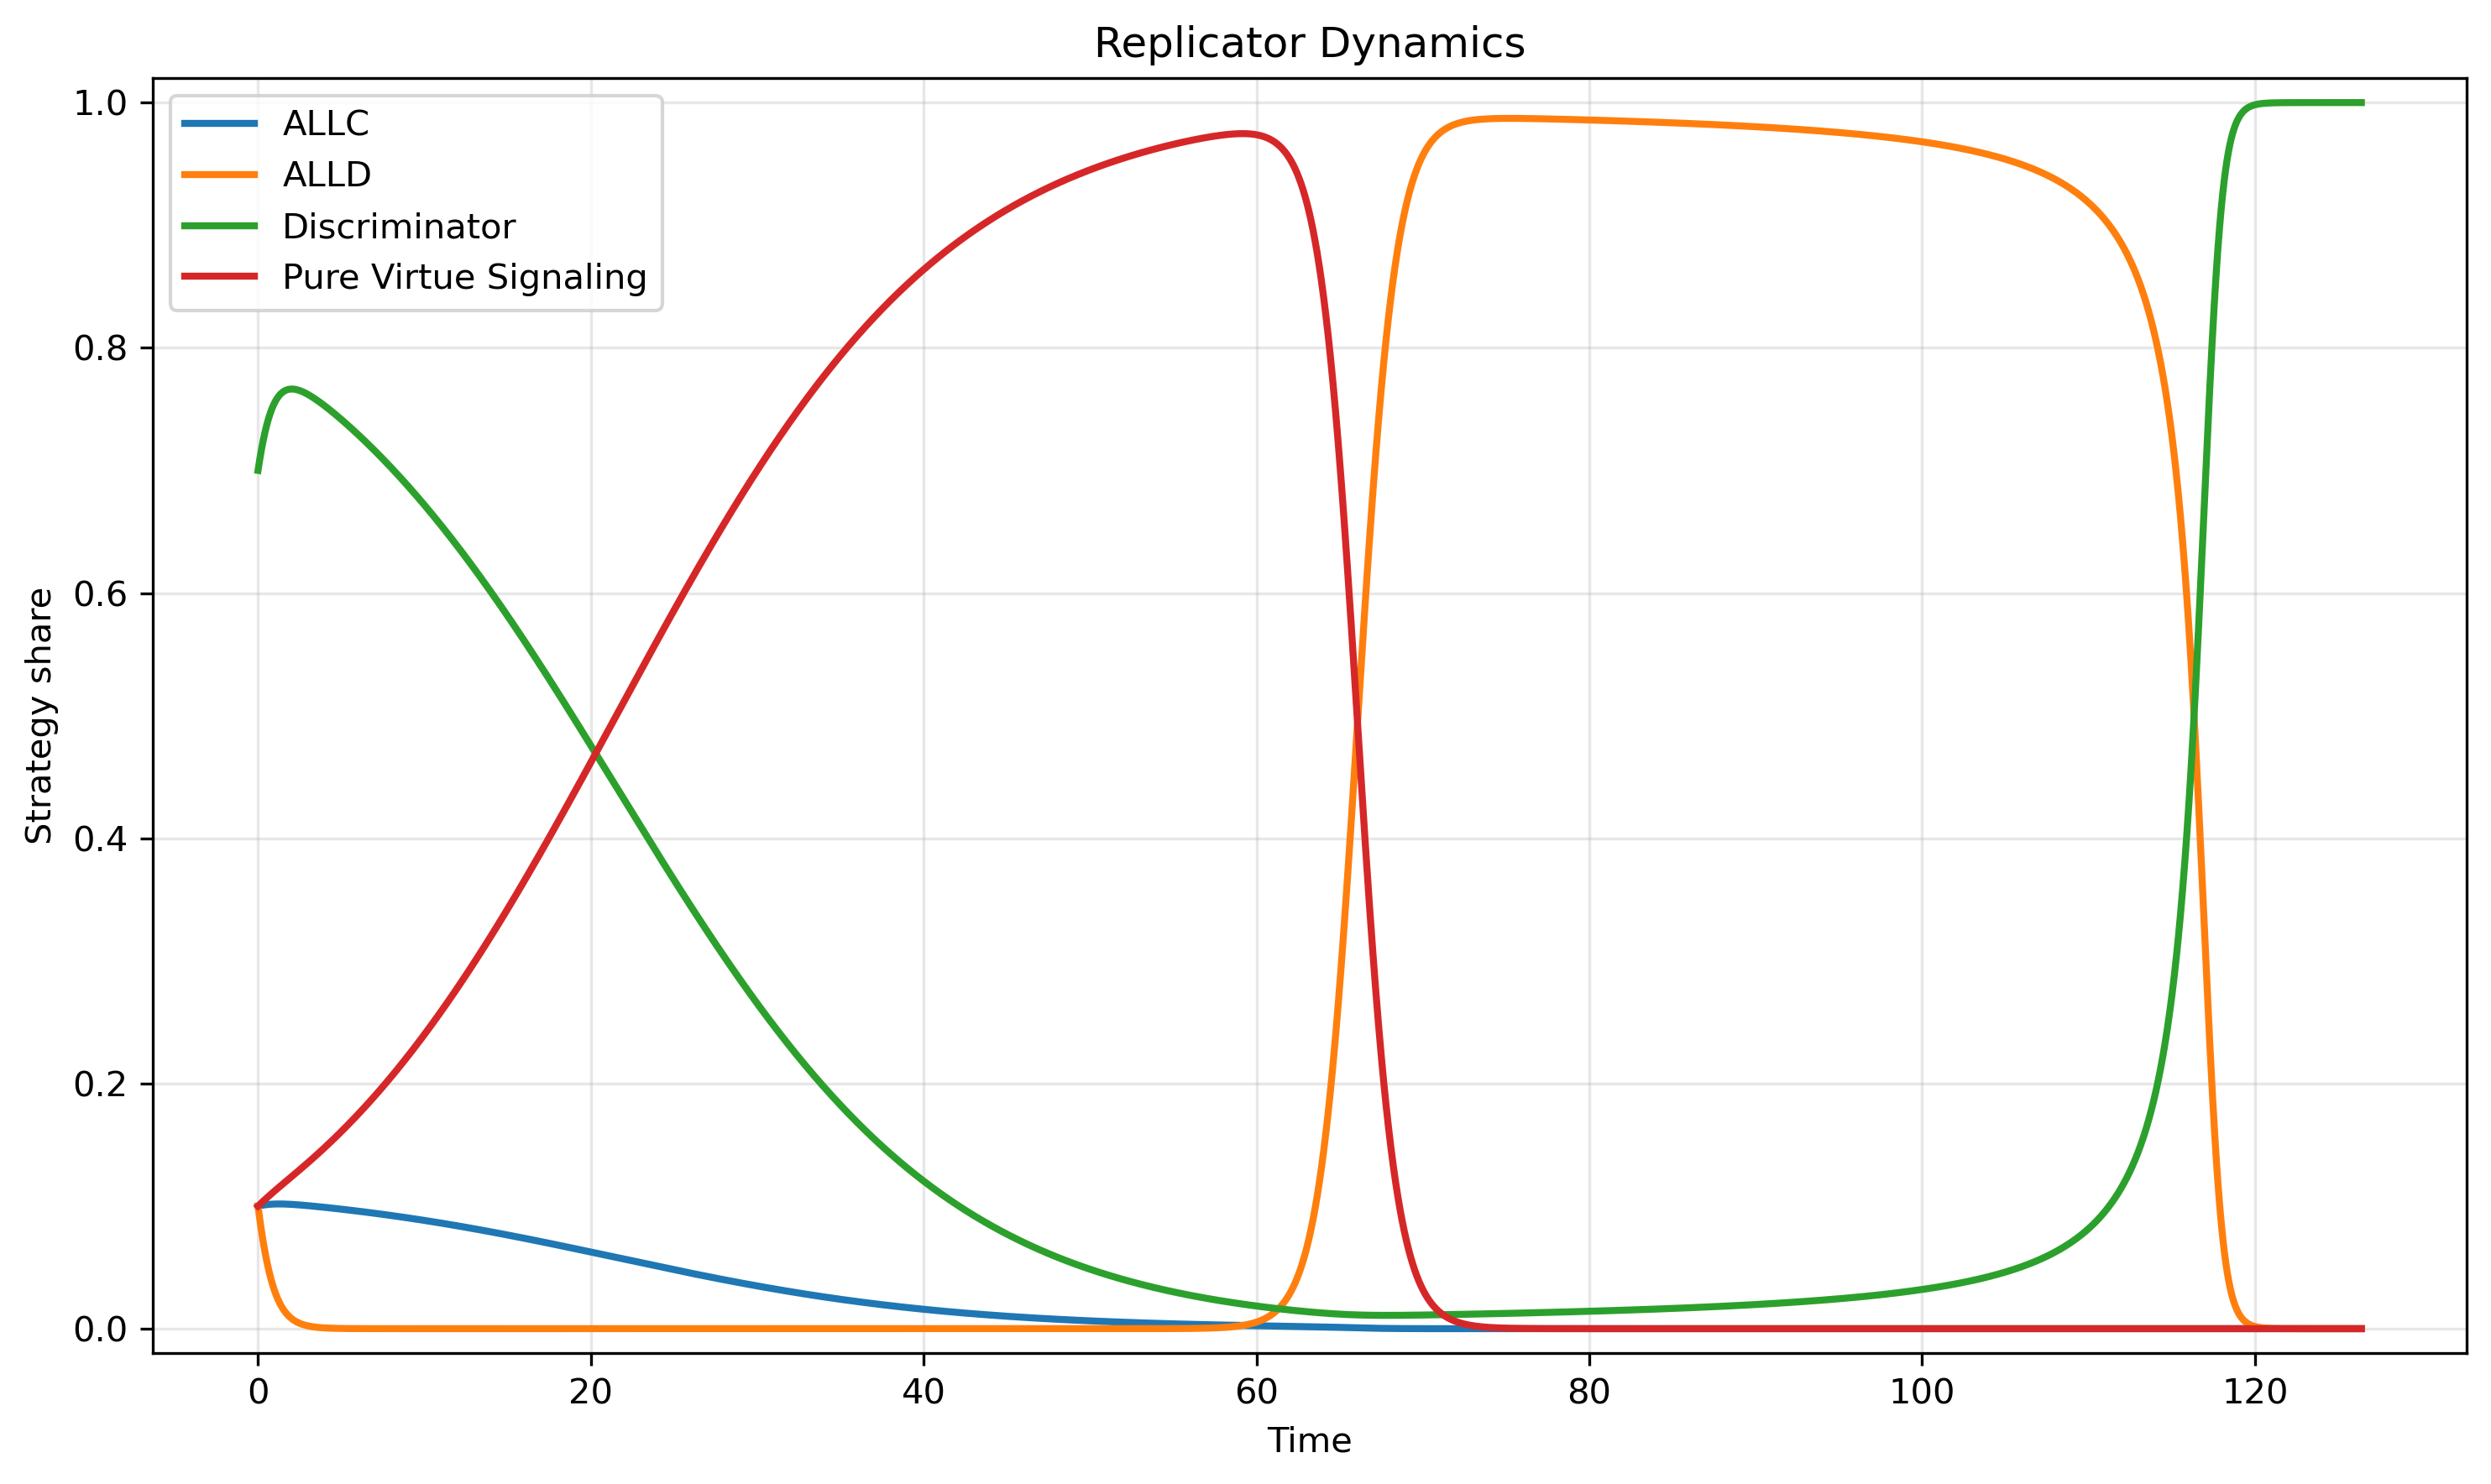 Replicator Dynamics
ALLC
ALLD
Discriminator
Pure Virtue Signaling
Strategy share
1.0
0.8
0.6
0.4
0.2
0.0
0 20 40 60 80 100 120
Time